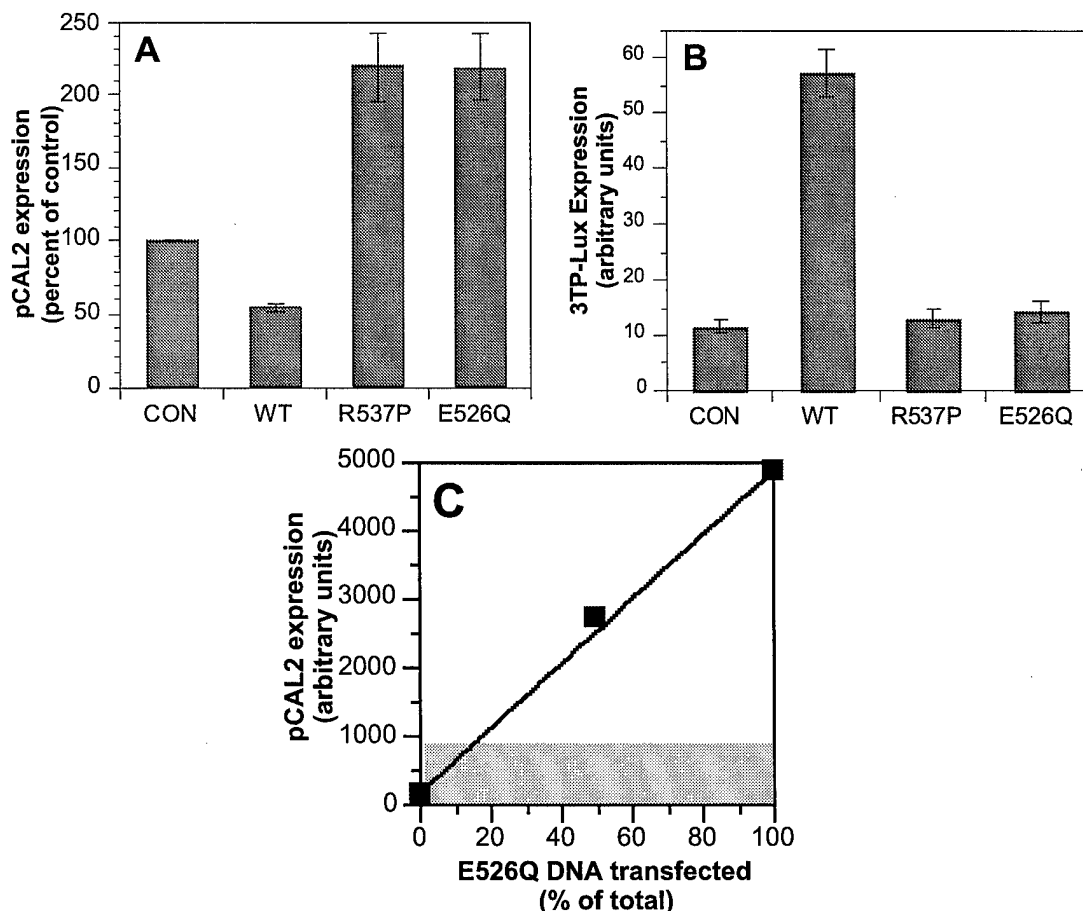 A
pCAL2 expression
(percent of control)
250
200
150
100
50
0
CON WT R537P E526Q
B
3TP-Lux Expression
(arbitrary units)
60
50
40
30
20
10
0
CON WT R537P E526Q
C
pCAL2 expression
(arbitrary units)
5000
4000
3000
2000
1000
0
0 20 40 60 80 100
E526Q DNA transfected
(% of total)